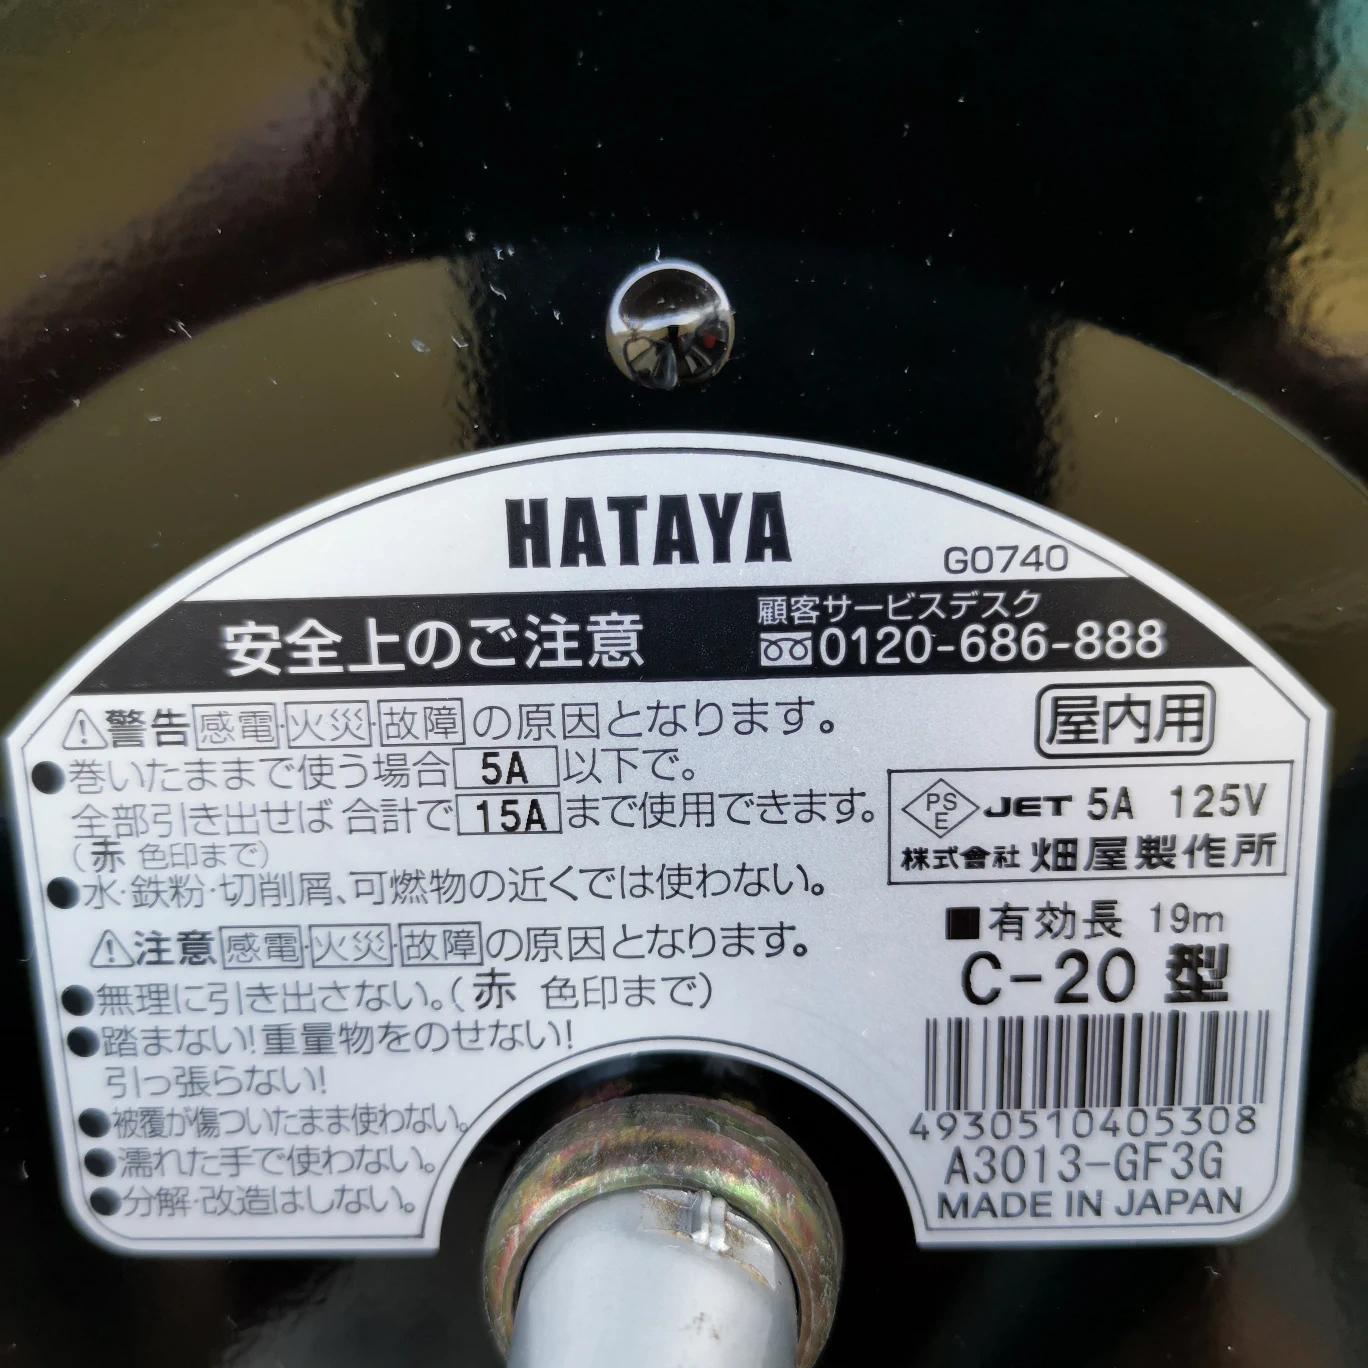 HATAYA
G0740
安全上のご注意
顧客サービスデスク
0120-686-888
警告 感電・火災・故障の原因となります。
●巻いたままで使う場合 5A 以下で。
全部引き出せば 合計で 15A まで使用できます。
(赤 色印まで)
●水・鉄粉・切削屑、可燃物の近くでは使わない。
注意 感電・火災・故障の原因となります。
●無理に引き出さない。(赤 色印まで)
●踏まない!重量物をのせない!
引っ張らない!
●被覆が傷ついたまま使わない。
●濡れた手で使わない。
●分解・改造はしない。
屋内用
PS
E
JET 5A 125V
株式會社 畑屋製作所
■有効長 19m
C-20 型
4930510405308
A3013-GF3G
MADE IN JAPAN